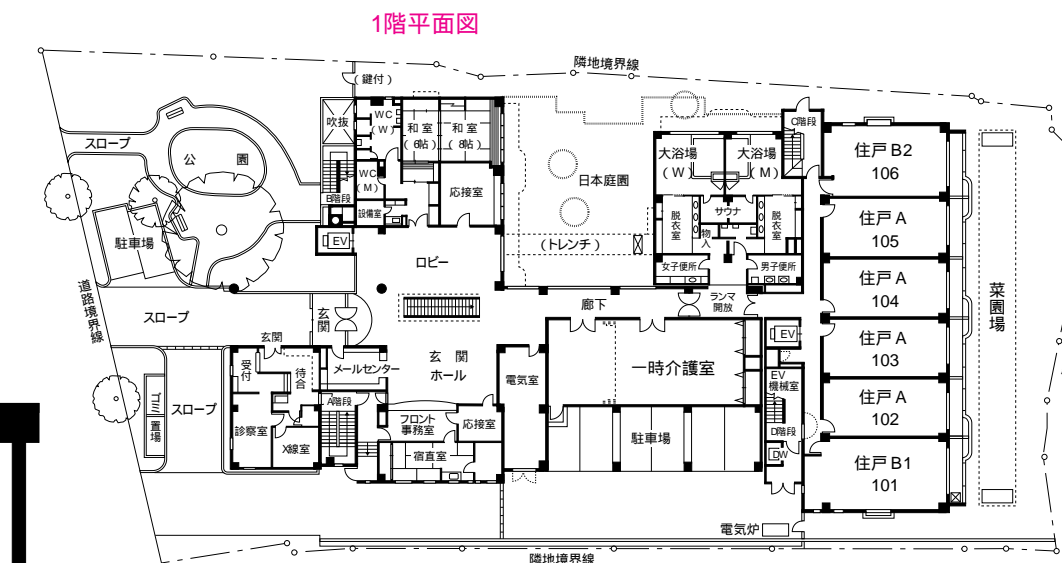 1階平面図
隣地境界線
(鍵付)
吹抜
WC
(W)
和室
(6帖)
和室
(8帖)
C階段
スロープ
公園
大浴場
(W)
大浴場
(M)
住戸 B2
106
WC
(M)
B階段
応接室
日本庭園
サウナ
脱衣室
脱衣室
物入
設備室
住戸 A
105
駐車場
EV
ロビー
(トレンチ)
女子便所
男子便所
住戸 A
104
道路境界線
スロープ
玄関
廊下
ランマ
開放
菜園場
玄関
EV
住戸 A
103
受付
待合
メールセンター
玄関
ホール
電気室
一時介護室
EV
機械室
ゴミ置場
スロープ
A階段
フロント
事務室
応接室
住戸 A
102
診察室
X線室
駐車場
D階段
宿直室
DW
住戸 B1
101
電気炉
隣地境界線